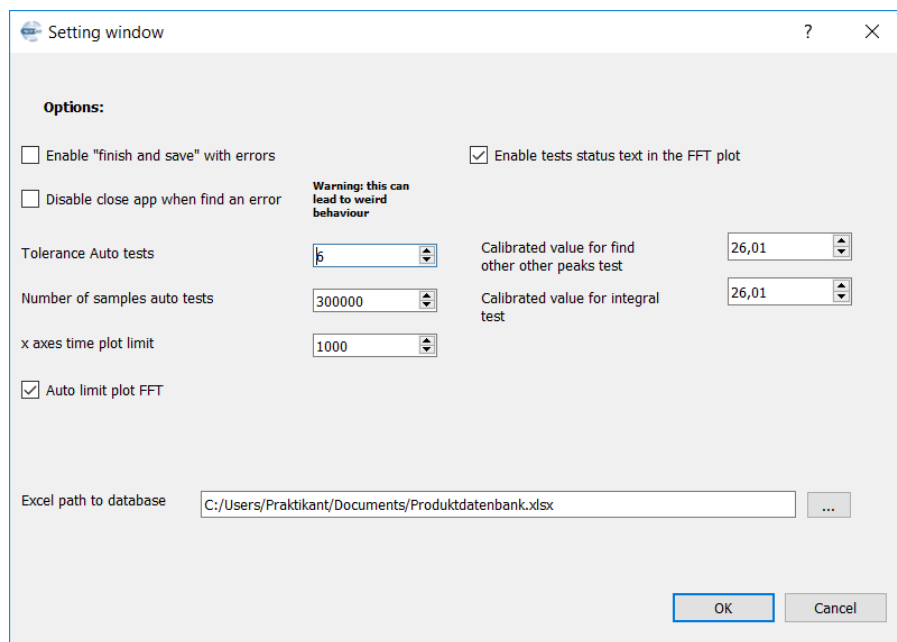 Setting window
Options:
Enable "finish and save" with errors
Enable tests status text in the FFT plot
Disable close app when find an error
Warning: this can
lead to weird
behaviour
Tolerance Auto tests
6
Calibrated value for find
other other peaks test
26,01
Number of samples auto tests
300000
Calibrated value for integral
test
26,01
x axes time plot limit
1000
Auto limit plot FFT
Excel path to database
C:/Users/Praktikant/Documents/Produktdatenbank.xlsx
...
OK
Cancel